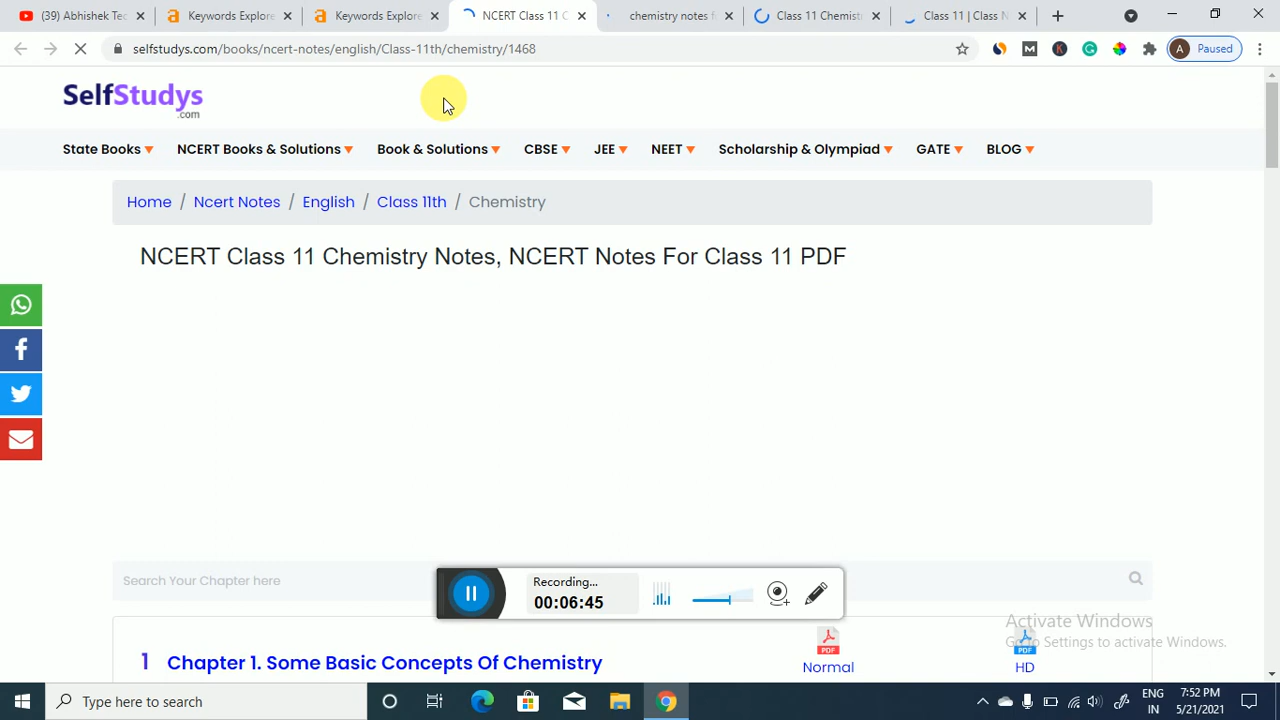 (39) Abhishek Tec
Keywords Explore
Keywords Explore
NCERT Class 11 C
chemistry notes f
Class 11 Chemist
Class 11 | Class N
selfstudys.com/books/ncert-notes/english/Class-11th/chemistry/1468
A Paused
SelfStudys
.com
State Books
NCERT Books & Solutions
Book & Solutions
CBSE
JEE
NEET
Scholarship & Olympiad
GATE
BLOG
Home / Ncert Notes / English / Class 11th / Chemistry
NCERT Class 11 Chemistry Notes, NCERT Notes For Class 11 PDF
Search Your Chapter here
Recording...
00:06:45
Activate Windows
Go to Settings to activate Windows.
1 Chapter 1. Some Basic Concepts Of Chemistry
PDF
Normal
PDF
HD
Type here to search
ENG
IN
7:52 PM
5/21/2021